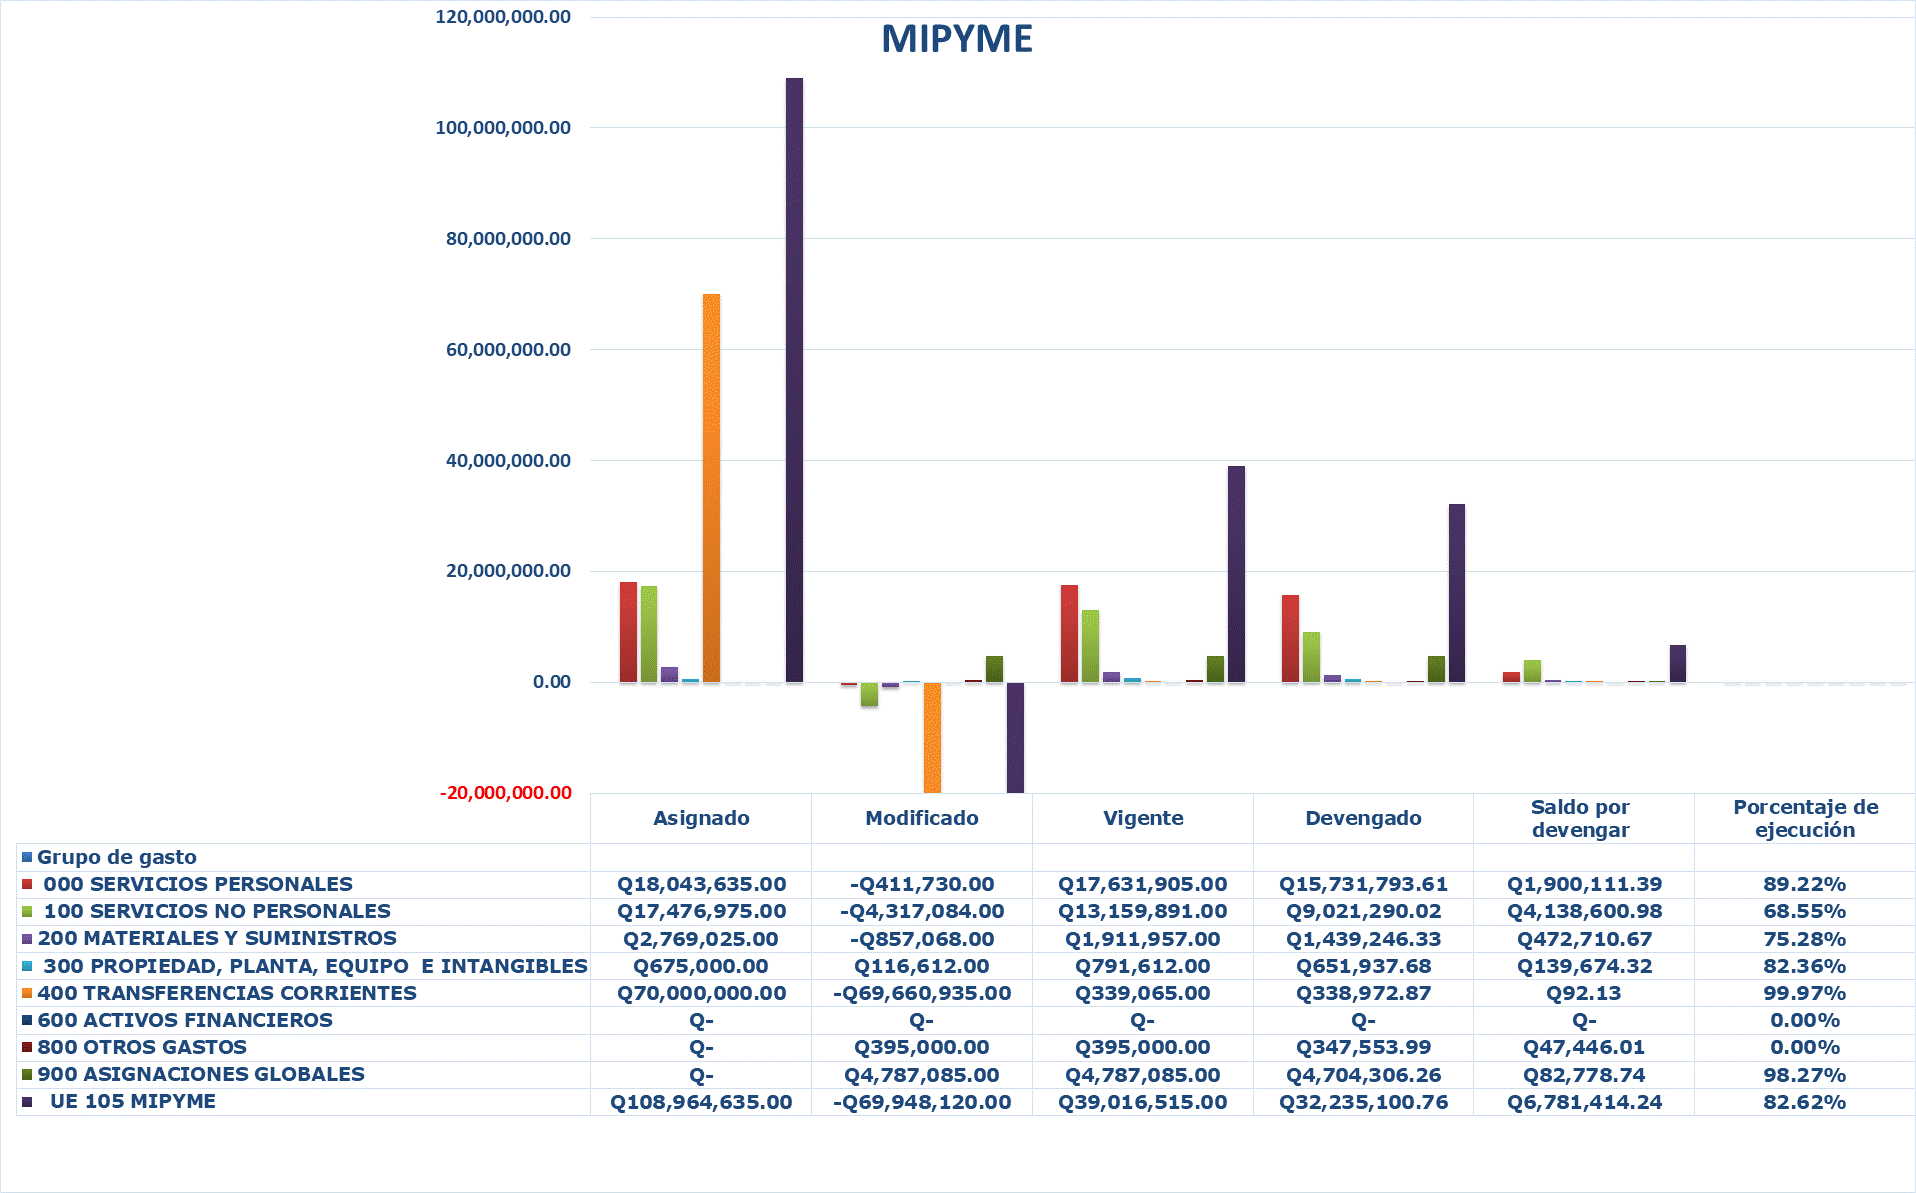 MIPYME
120,000,000.00
100,000,000.00
80,000,000.00
60,000,000.00
40,000,000.00
20,000,000.00
0.00
-20,000,000.00
Asignado Modificado Vigente Devengado Saldo por devengar Porcentaje de ejecución
Grupo de gasto
000 SERVICIOS PERSONALES Q18,043,635.00 -Q411,730.00 Q17,631,905.00 Q15,731,793.61 Q1,900,111.39 89.22%
100 SERVICIOS NO PERSONALES Q17,476,975.00 -Q4,317,084.00 Q13,159,891.00 Q9,021,290.02 Q4,138,600.98 68.55%
200 MATERIALES Y SUMINISTROS Q2,769,025.00 -Q857,068.00 Q1,911,957.00 Q1,439,246.33 Q472,710.67 75.28%
300 PROPIEDAD, PLANTA, EQUIPO E INTANGIBLES Q675,000.00 Q116,612.00 Q791,612.00 Q651,937.68 Q139,674.32 82.36%
400 TRANSFERENCIAS CORRIENTES Q70,000,000.00 -Q69,660,935.00 Q339,065.00 Q338,972.87 Q92.13 99.97%
600 ACTIVOS FINANCIEROS Q- Q- Q- Q- Q- 0.00%
800 OTROS GASTOS Q- Q395,000.00 Q395,000.00 Q347,553.99 Q47,446.01 0.00%
900 ASIGNACIONES GLOBALES Q- Q4,787,085.00 Q4,787,085.00 Q4,704,306.26 Q82,778.74 98.27%
UE 105 MIPYME Q108,964,635.00 -Q69,948,120.00 Q39,016,515.00 Q32,235,100.76 Q6,781,414.24 82.62%